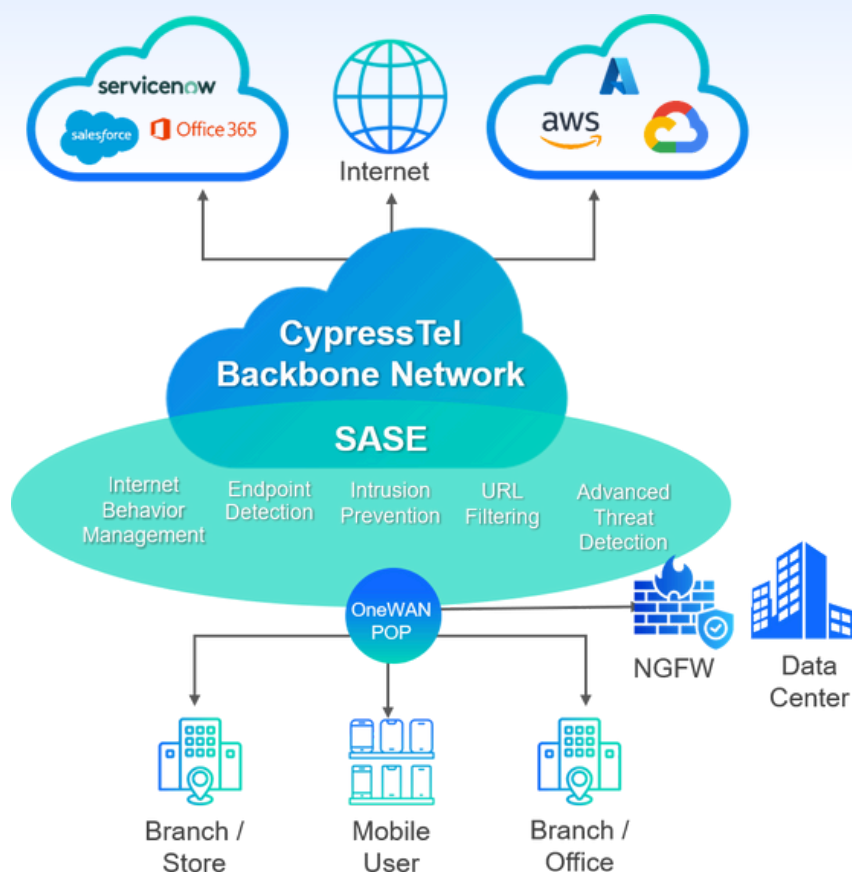 servicenow
salesforce
Office 365
Internet
aws
CypressTel
Backbone Network
SASE
Internet
Behavior
Management
Endpoint
Detection
Intrusion
Prevention
URL
Filtering
Advanced
Threat
Detection
OneWAN
POP
NGFW
Data
Center
Branch /
Store
Mobile
User
Branch /
Office